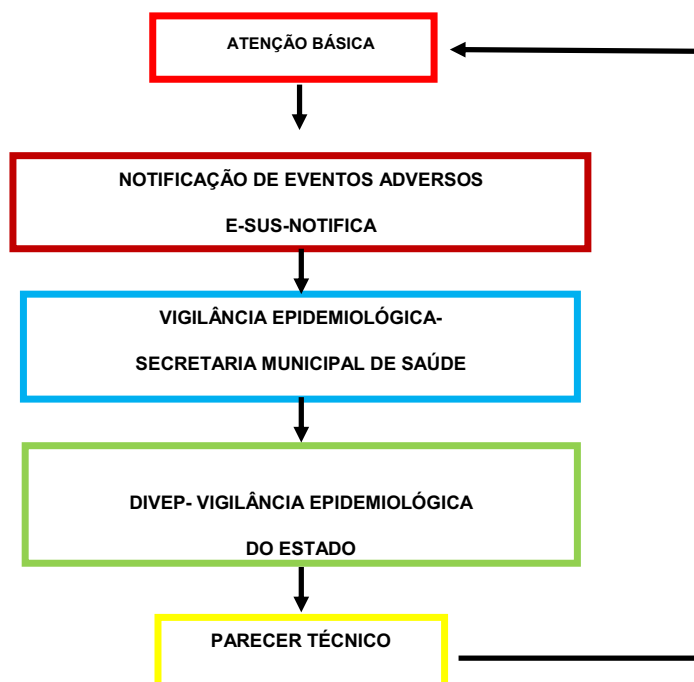 ATENÇÃO BÁSICA
NOTIFICAÇÃO DE EVENTOS ADVERSOS
E-SUS-NOTIFICA
VIGILÂNCIA EPIDEMIOLÓGICA-
SECRETARIA MUNICIPAL DE SAÚDE
DIVEP- VIGILÂNCIA EPIDEMIOLÓGICA
DO ESTADO
PARECER TÉCNICO